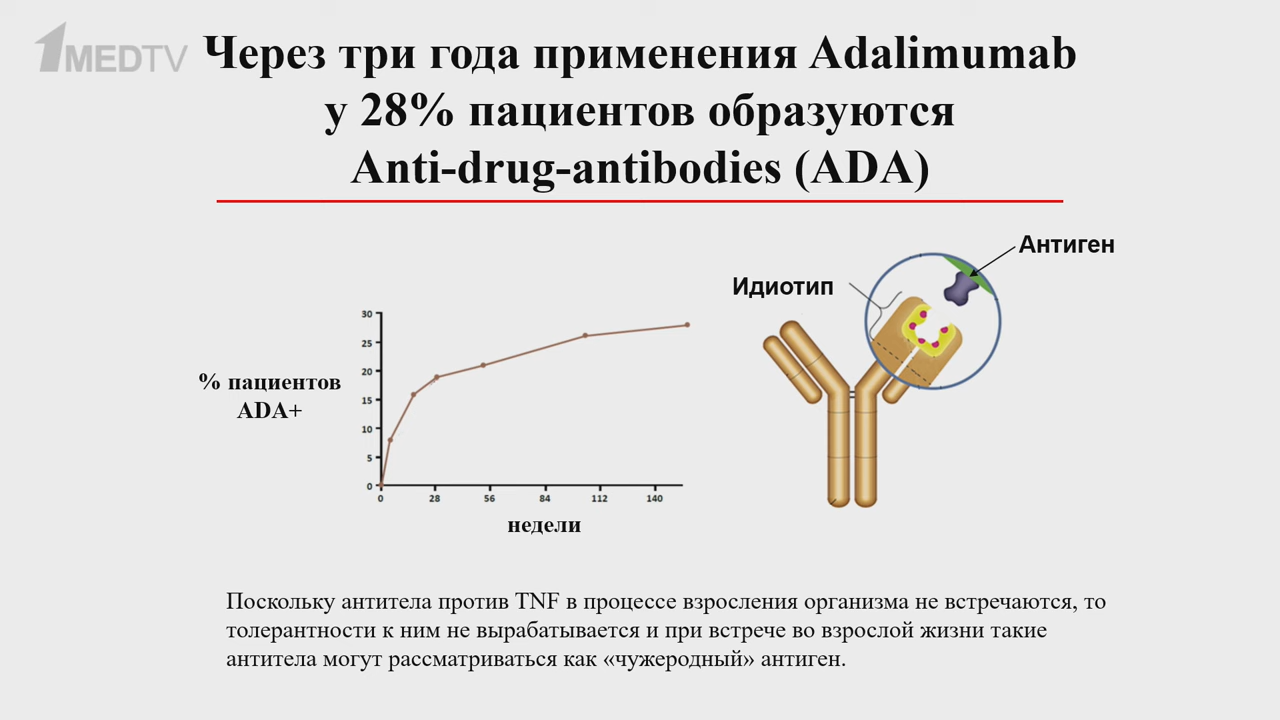 1MEDTV
Через три года применения Adalimumab
у 28% пациентов образуются
Anti-drug-antibodies (ADA)
Антиген
Идиотип
% пациентов
ADA+
30
25
20
15
10
5
0
0 28 56 84 112 140
недели
Поскольку антитела против TNF в процессе взросления организма не встречаются, то
толерантности к ним не вырабатывается и при встрече во взрослой жизни такие
антитела могут рассматриваться как «чужеродный» антиген.